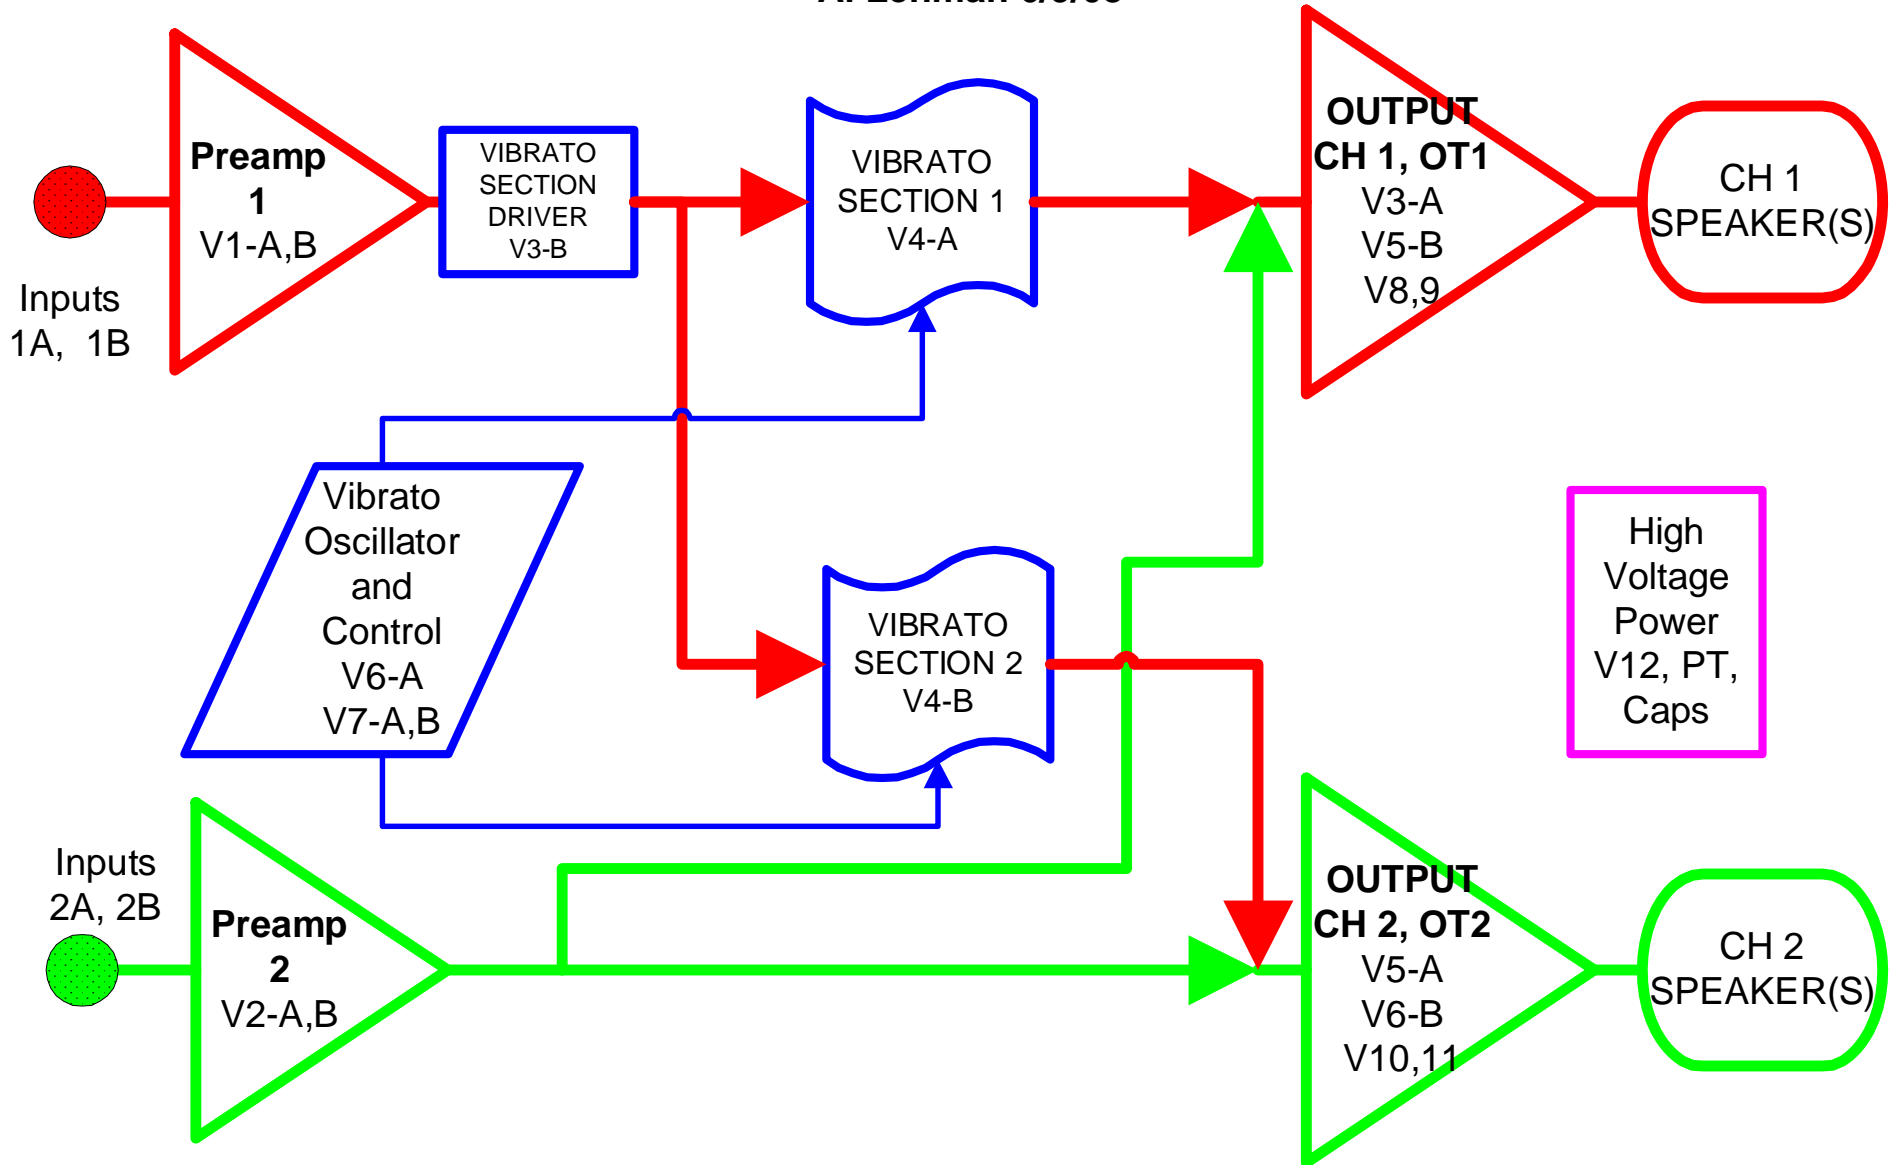 Preamp
1
V1-A,B
Inputs
1A, 1B
VIBRATO
SECTION
DRIVER
V3-B
VIBRATO
SECTION 1
V4-A
OUTPUT
CH 1, OT1
V3-A
V5-B
V8,9
CH 1
SPEAKER(S)
Vibrato
Oscillator
and
Control
V6-A
V7-A,B
VIBRATO
SECTION 2
V4-B
High
Voltage
Power
V12, PT,
Caps
Inputs
2A, 2B
Preamp
2
V2-A,B
OUTPUT
CH 2, OT2
V5-A
V6-B
V10,11
CH 2
SPEAKER(S)